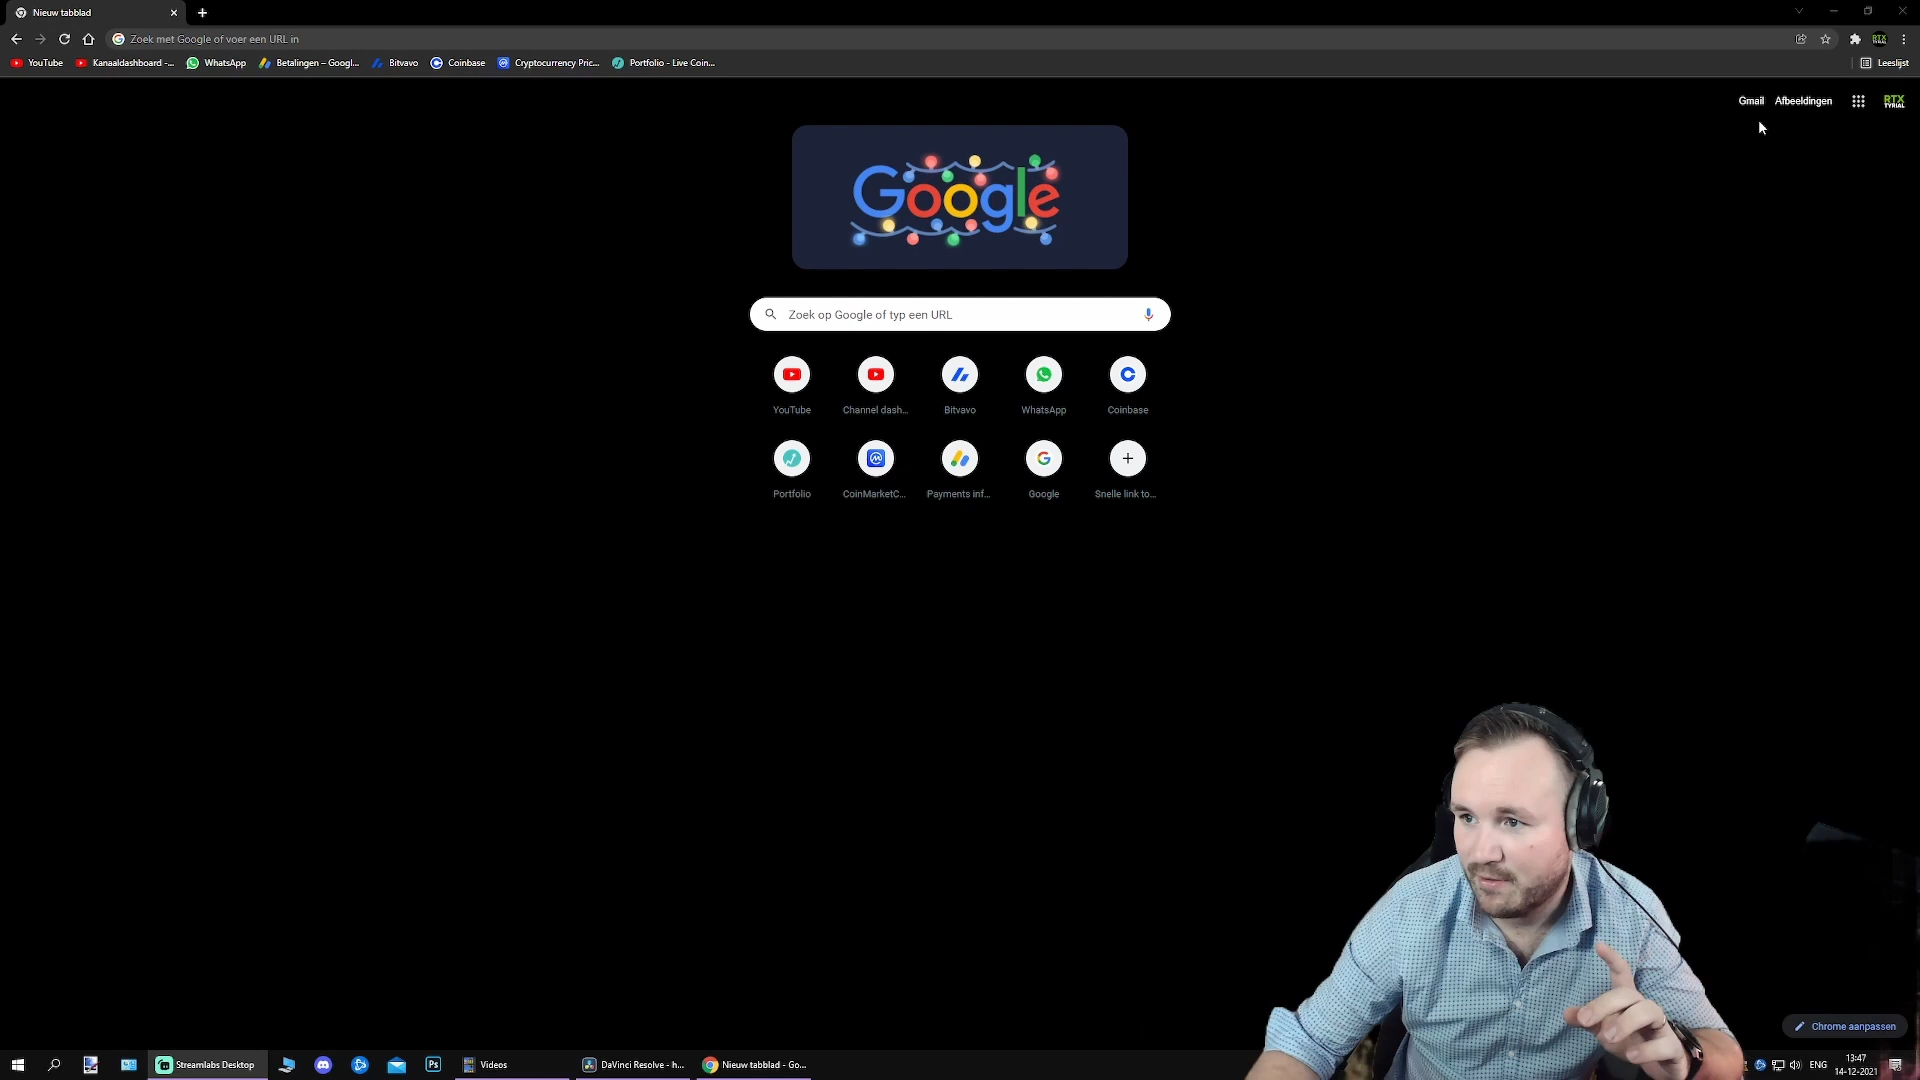 Nieuw tabblad
Zoek met Google of voer een URL in
YouTube
Kanaaldashboard -...
WhatsApp
Betalingen – Googl...
Bitvavo
Coinbase
Cryptocurrency Pric...
Portfolio - Live Coin...
Leeslijst
Gmail
Afbeeldingen
RTX
TYRIAL
Google
Zoek op Google of typ een URL
YouTube
Channel dash...
Bitvavo
WhatsApp
Coinbase
Portfolio
CoinMarketC...
Payments inf...
Google
Snelle link to...
Chrome aanpassen
Streamlabs Desktop
Ps
Videos
DaVinci Resolve - h...
Nieuw tabblad - Go...
ENG
13:47
14-12-2021